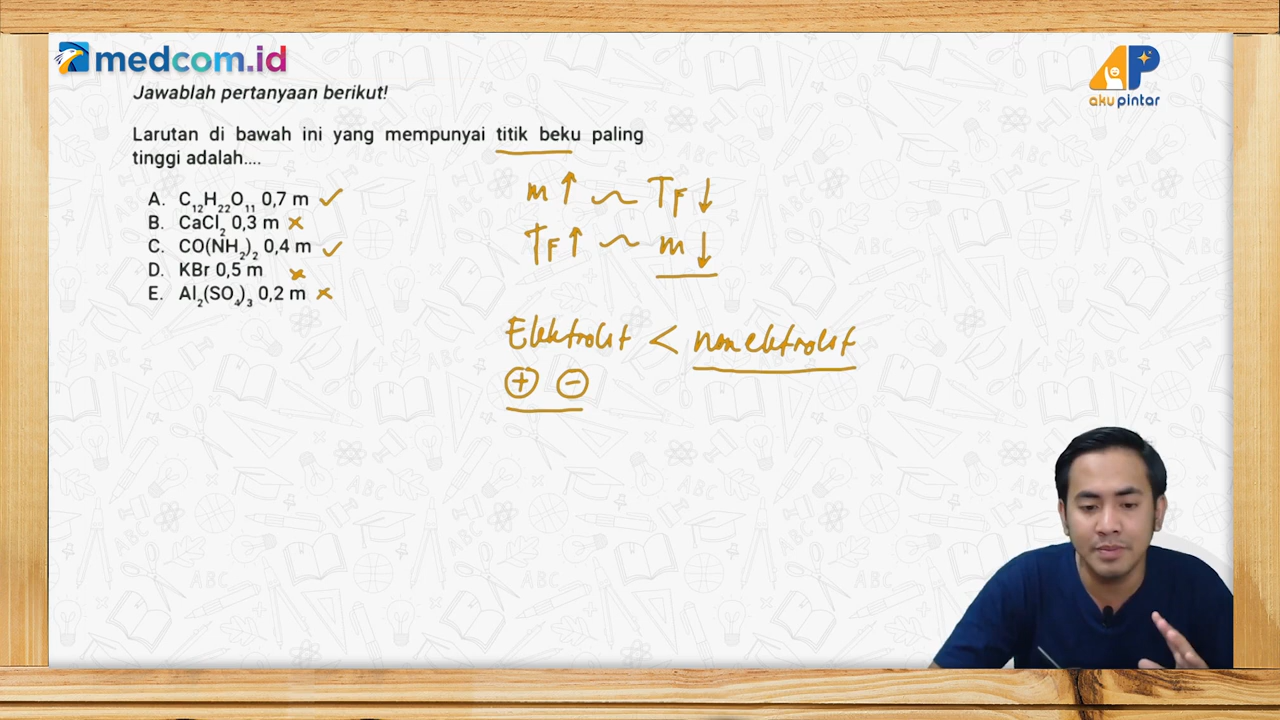 medcom.id
aku pintar
Jawablah pertanyaan berikut!
Larutan di bawah ini yang mempunyai titik beku paling
tinggi adalah....
A. C₁₂H₂₂O₁₁ 0,7 m ✓
B. CaCl₂ 0,3 m ×
C. CO(NH₂)₂ 0,4 m ✓
D. KBr 0,5 m ×
E. Al₂(SO₄)₃ 0,2 m ×
m ↑ ~ TF ↓
TF ↑ ~ m ↓
Elektrolit < nonelektrolit
⊕ ⊖